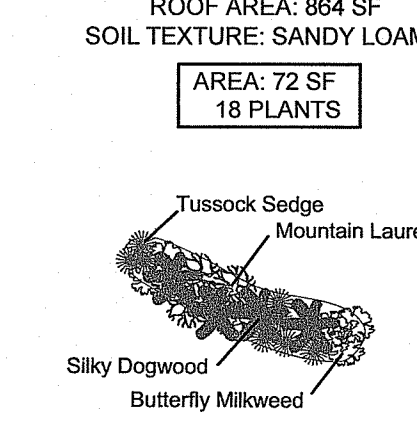 ROOF AREA: 864 SF
SOIL TEXTURE: SANDY LOAM
AREA: 72 SF
18 PLANTS
Tussock Sedge
Mountain Laure
Silky Dogwood
Butterfly Milkweed